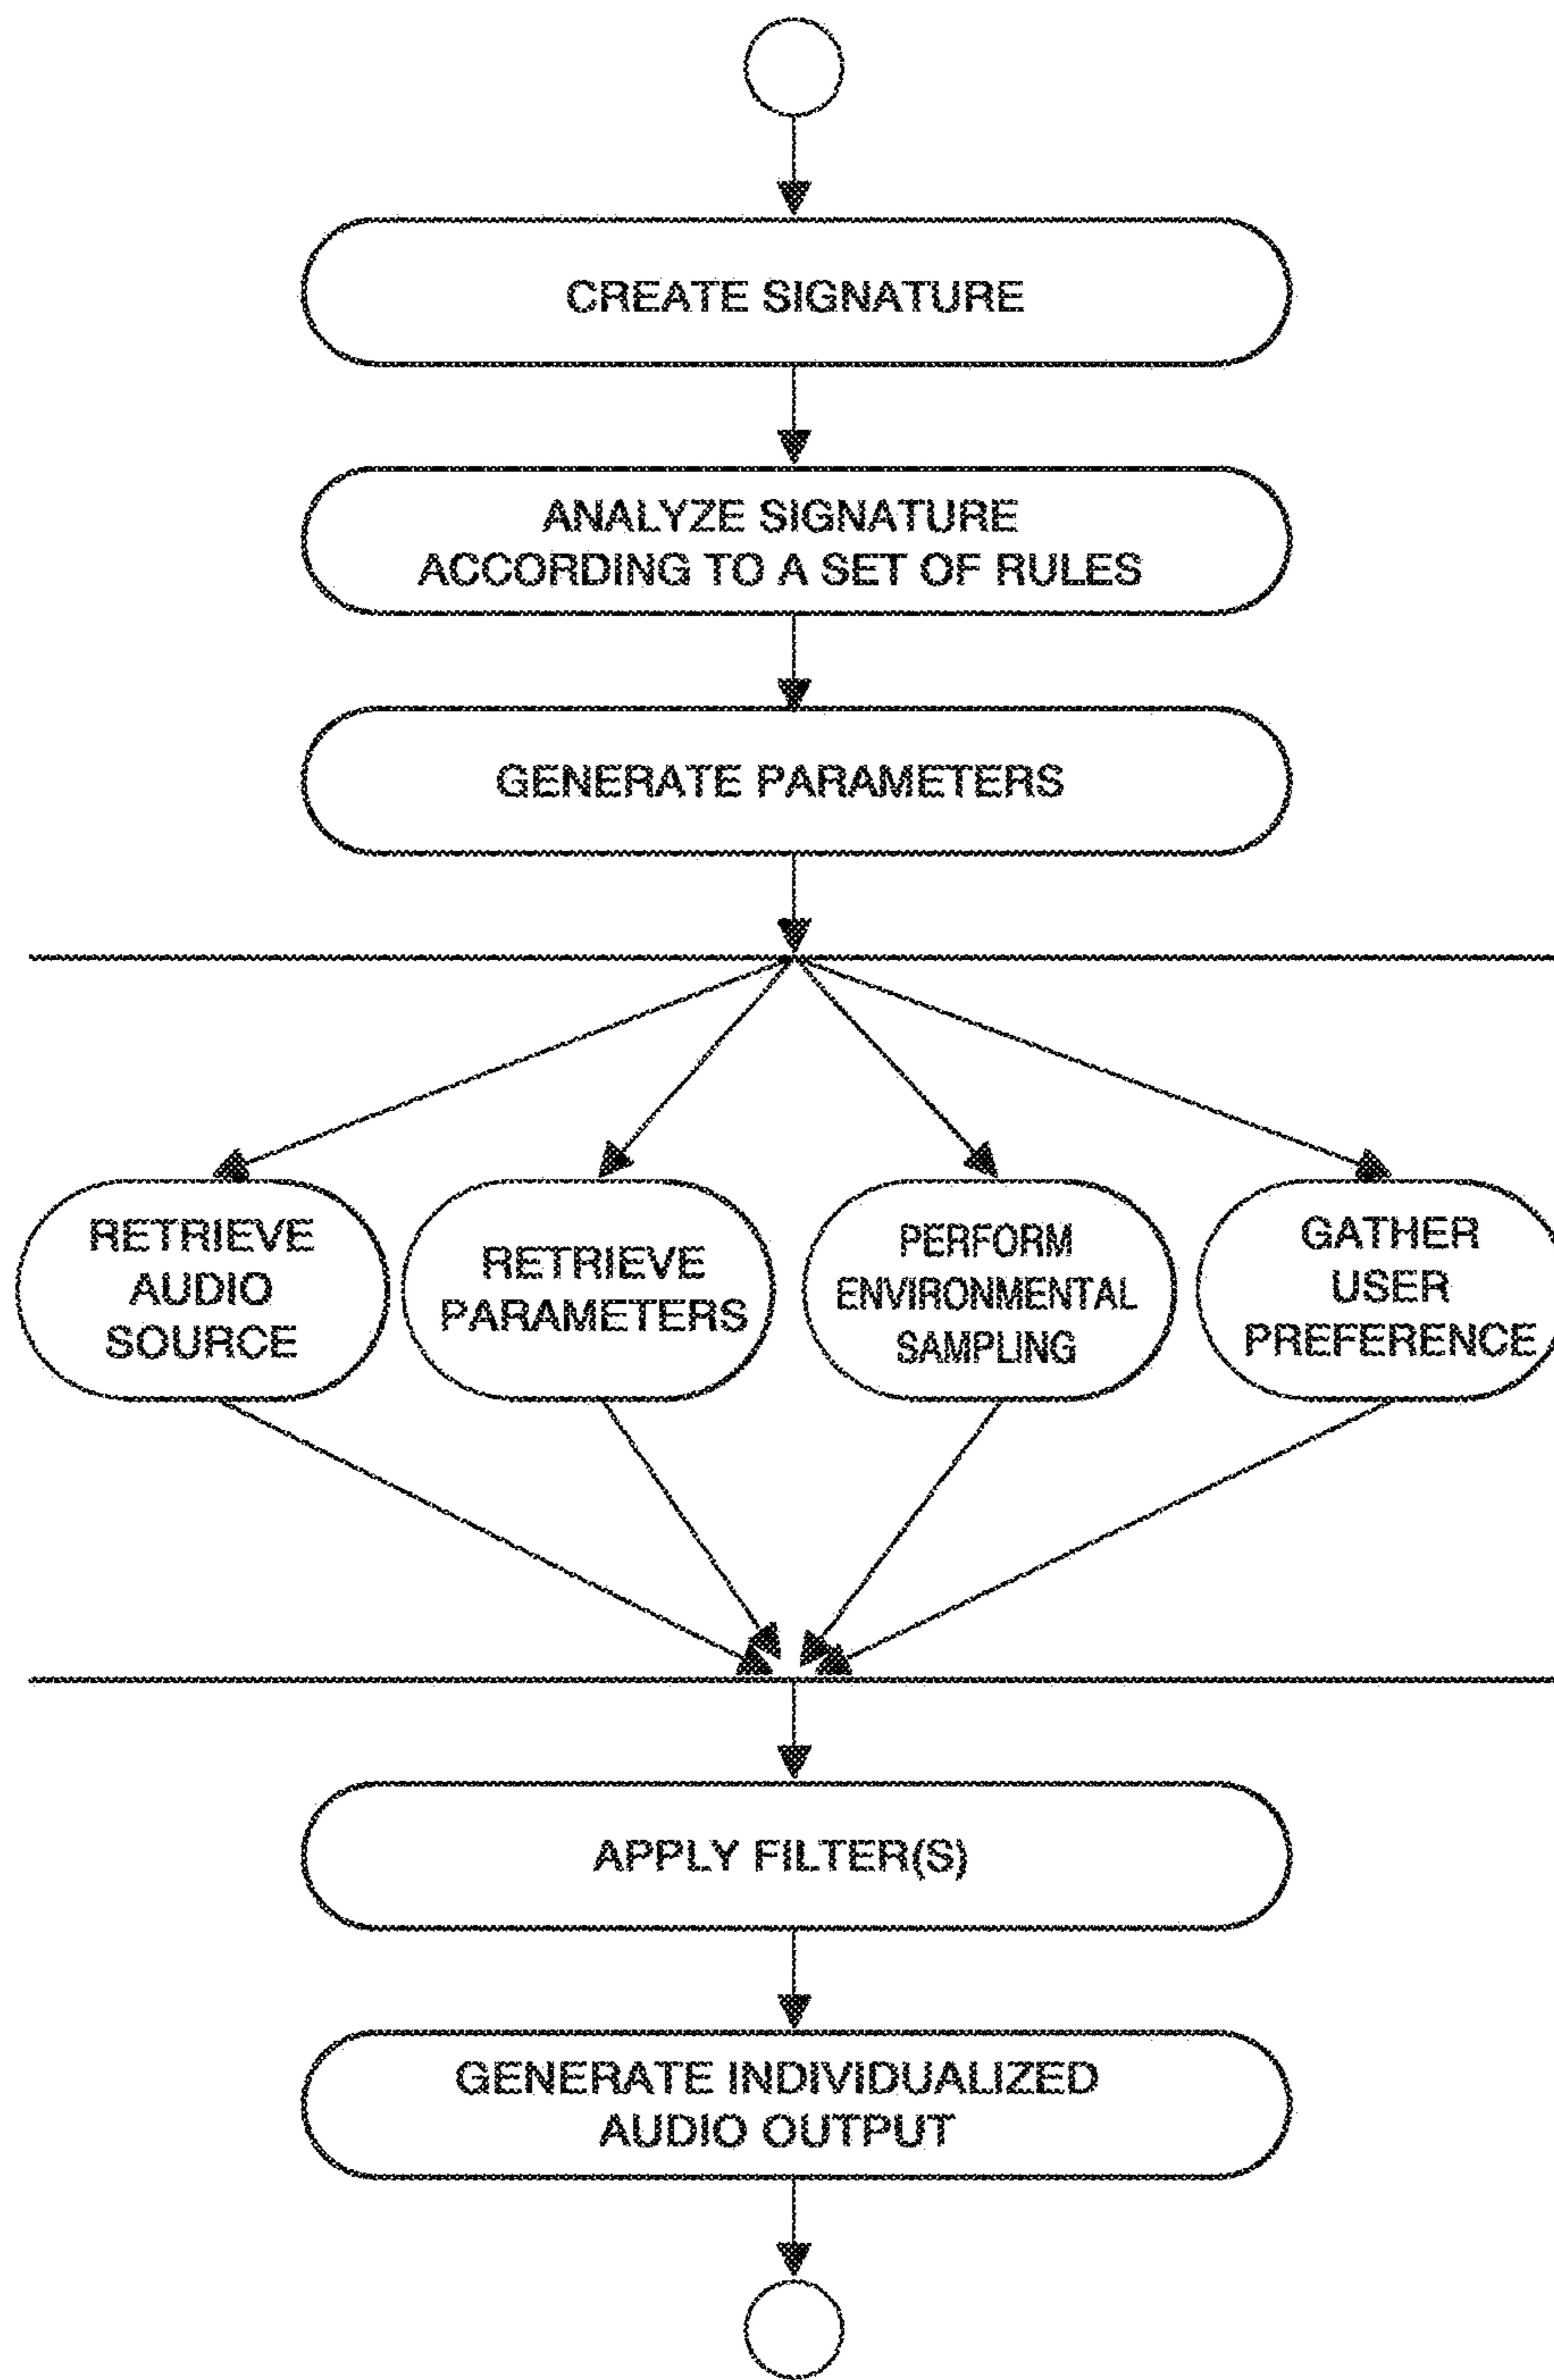 CREATE SIGNATURE
ANALYZE SIGNATURE
ACCORDING TO A SET OF RULES
GENERATE PARAMETERS
RETRIEVE
AUDIO
SOURCE
RETRIEVE
PARAMETERS
PERFORM
ENVIRONMENTAL
SAMPLING
GATHER
USER
PREFERENCE
APPLY FILTER(S)
GENERATE INDIVIDUALIZED
AUDIO OUTPUT